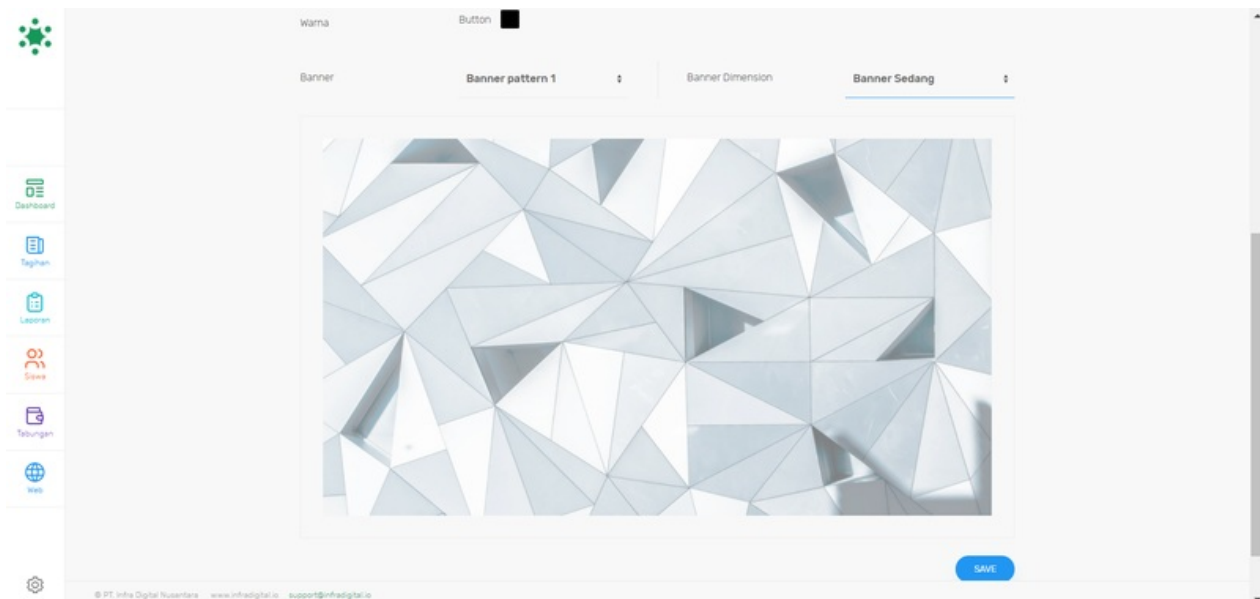 Warna Button
Banner Banner pattern 1 Banner Dimension Banner Sedang
Dashboard
Tagihan
Laporan
Siswa
Tabungan
Web
SAVE
© PT. Infra Digital Nusantara www.infradigital.io support@infradigital.io